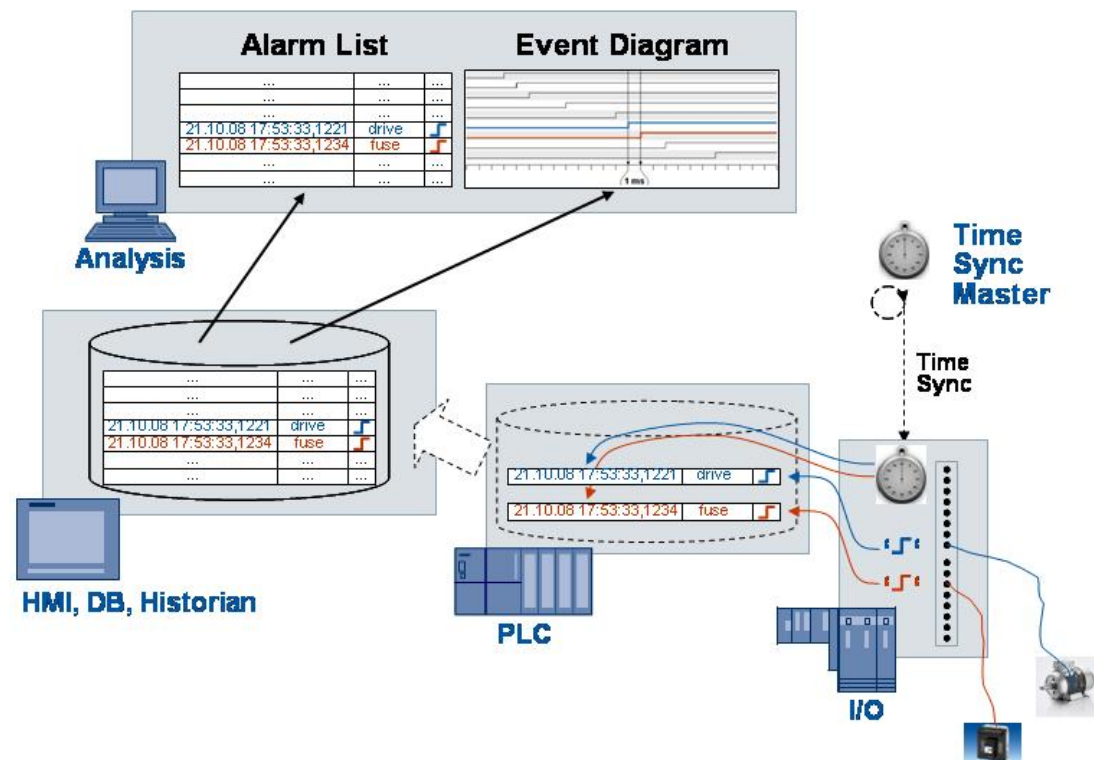 Alarm List
Event Diagram
... ... ...
... ... ...
... ... ...
21.10.08 17:53:33,1221 drive
21.10.08 17:53:33,1234 fuse
... ... ...
... ... ...
1 ms
Analysis
Time
Sync
Master
Time
Sync
... ... ...
... ... ...
... ... ...
21.10.08 17:53:33,1221 drive
21.10.08 17:53:33,1234 fuse
... ... ...
... ... ...
HMI, DB, Historian
21.10.08 17:53:33,1221 drive
21.10.08 17:53:33,1234 fuse
PLC
I/O